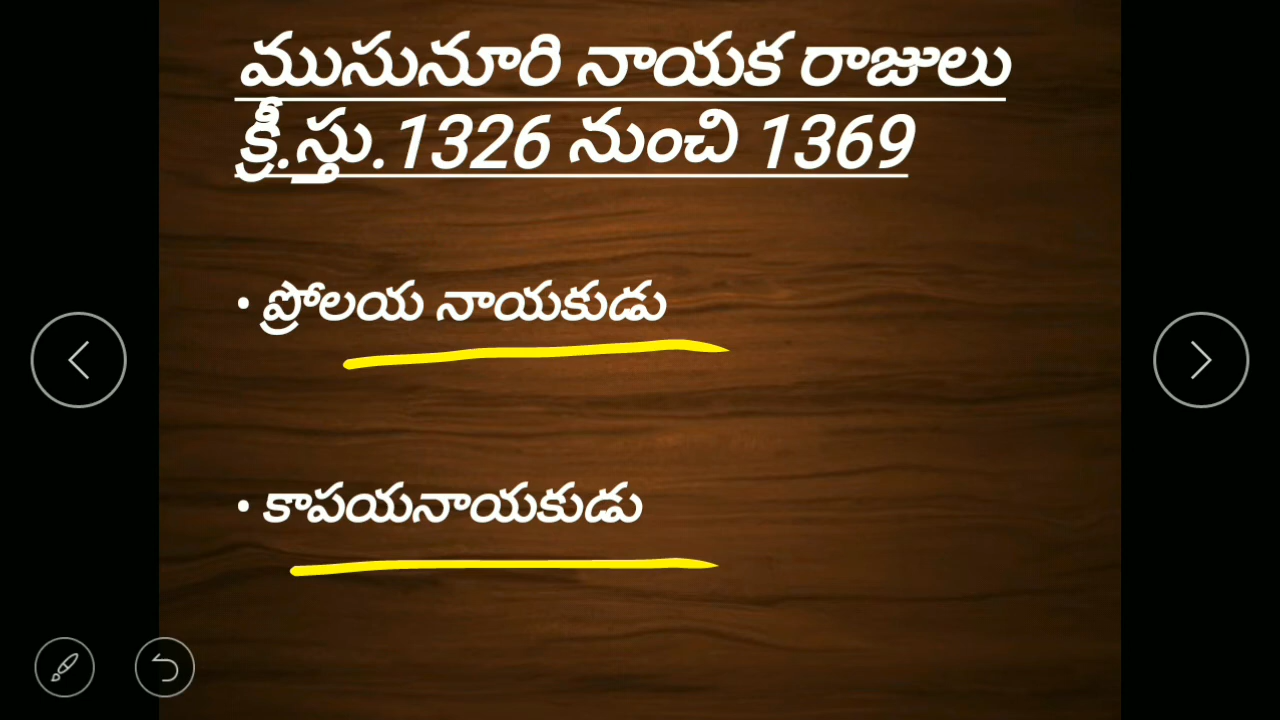 ముసునూరి నాయక రాజులు
క్రీ.స్తు.1326 నుంచి 1369
• ప్రోలయ నాయకుడు
• కాపయనాయకుడు